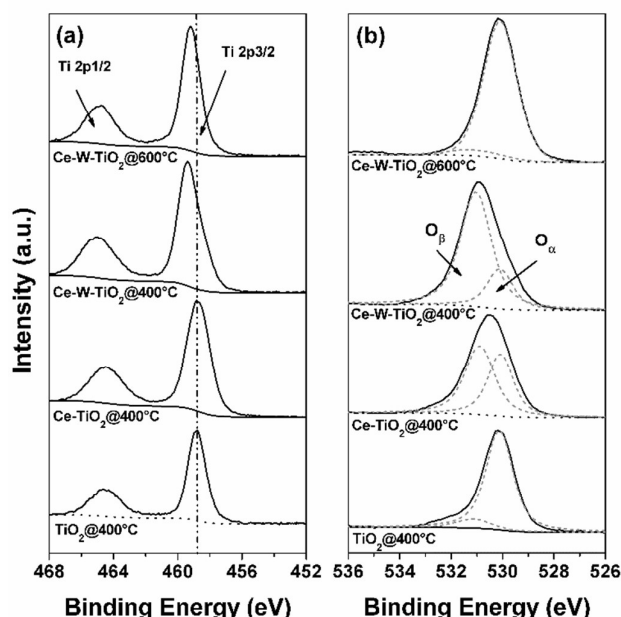 (a)
Ti 2p1/2
Ti 2p3/2
Ce-W-TiO₂@600°C
Ce-W-TiO₂@400°C
Ce-TiO₂@400°C
TiO₂@400°C
468 464 460 456 452
Binding Energy (eV)
Intensity (a.u.)
(b)
Ce-W-TiO₂@600°C
Oβ
Oα
Ce-W-TiO₂@400°C
Ce-TiO₂@400°C
TiO₂@400°C
536 534 532 530 528 526
Binding Energy (eV)